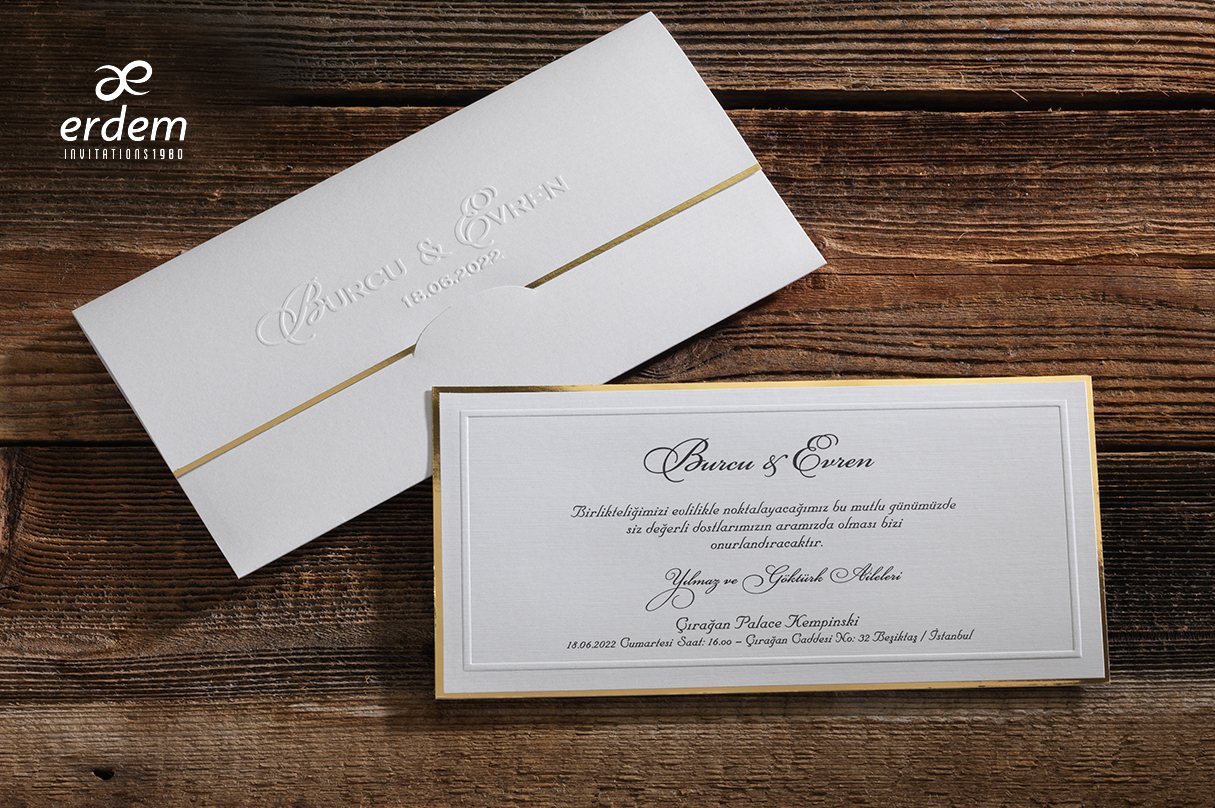 erdem
INVITATIONS1980
BURCU & EVREN
18.06.2022
Burcu & Evren
Birlikteliğimizi evlilikle noktalayacağımız bu mutlu günümüzde
siz değerli dostlarımızın aramızda olması bizi
onurlandıracaktır.
Yılmaz ve Göktürk Aileleri
Çırağan Palace Kempinski
18.06.2022 Cumartesi Saat: 16.00 – Çırağan Caddesi No: 32 Beşiktaş / İstanbul